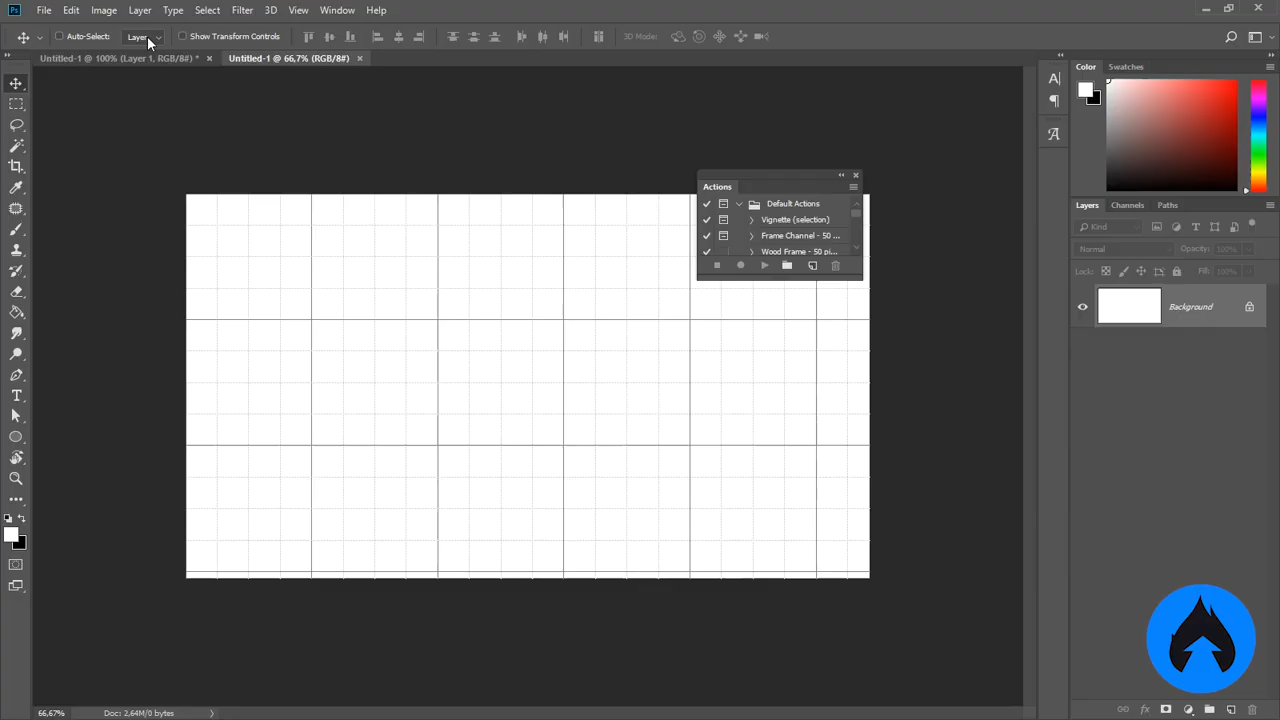 Ps File Edit Image Layer Type Select Filter 3D View Window Help
Auto-Select: Layer Show Transform Controls 3D Mode:
Untitled-1 @ 100% (Layer 1, RGB/8#) * × Untitled-1 @ 66,7% (RGB/8#) ×
Color Swatches
Actions
Default Actions
Vignette (selection)
Frame Channel - 50 ...
Wood Frame - 50 pi...
Layers Channels Paths
Kind
Normal Opacity: 100%
Lock: Fill: 100%
Background
66,67% Doc: 2,64M/0 bytes